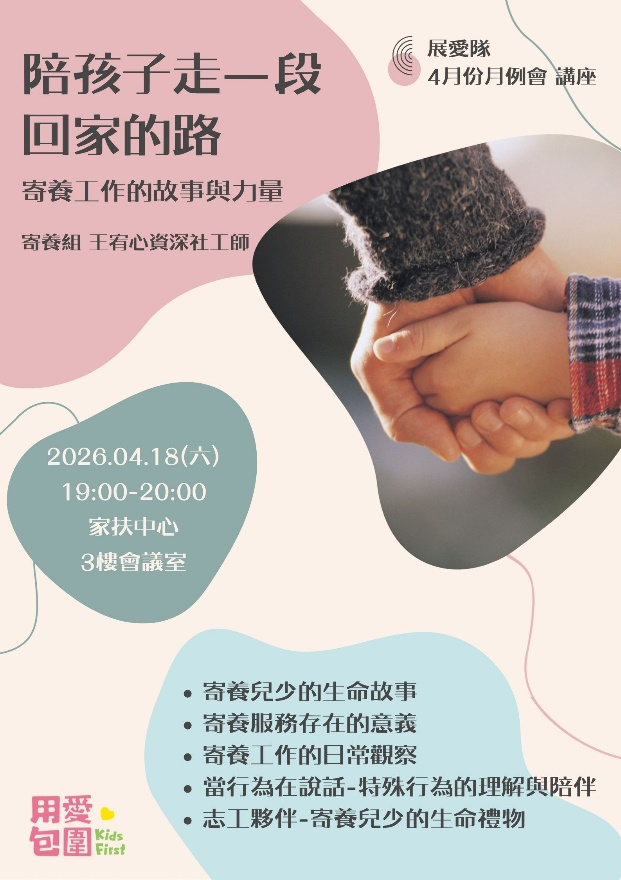 展愛隊
4月份月例會 講座
陪孩子走一段
回家的路
寄養工作的故事與力量
寄養組 王宥心資深社工師
2026.04.18(六)
19:00-20:00
家扶中心
3樓會議室
寄養兒少的生命故事
寄養服務存在的意義
寄養工作的日常觀察
當行為在說話-特殊行為的理解與陪伴
志工夥伴-寄養兒少的生命禮物
用愛
包圍
Kids
First